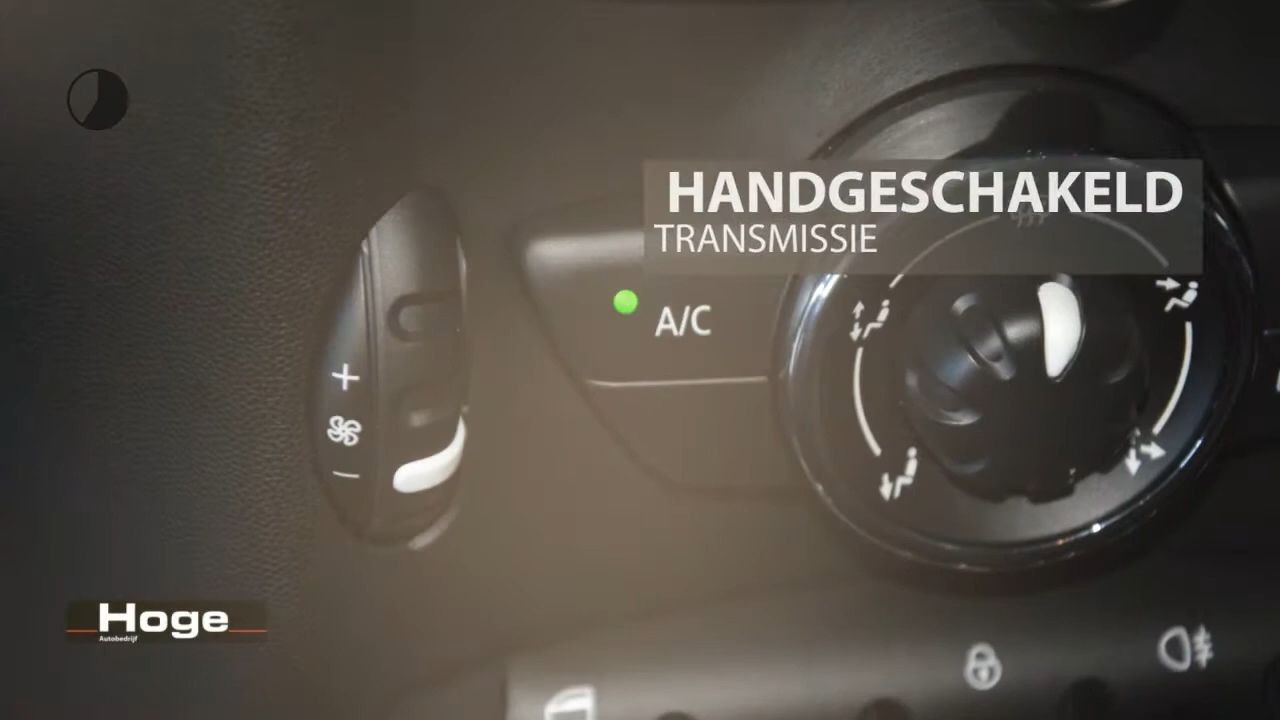 HANDGESCHAKELD
TRANSMISSIE
A/C
+
−
Hoge
Autobedrijf